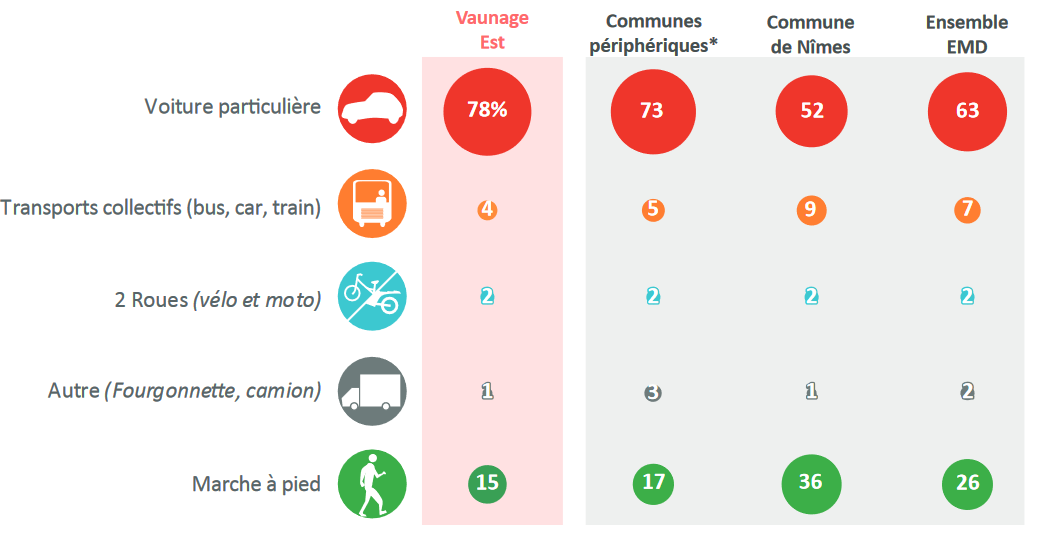 Vaunage
Est
Communes
périphériques*
Commune
de Nîmes
Ensemble
EMD
Voiture particulière
78%
73
52
63
Transports collectifs (bus, car, train)
4
5
9
7
2 Roues (vélo et moto)
2
2
2
2
Autre (Fourgonnette, camion)
1
3
1
2
Marche à pied
15
17
36
26